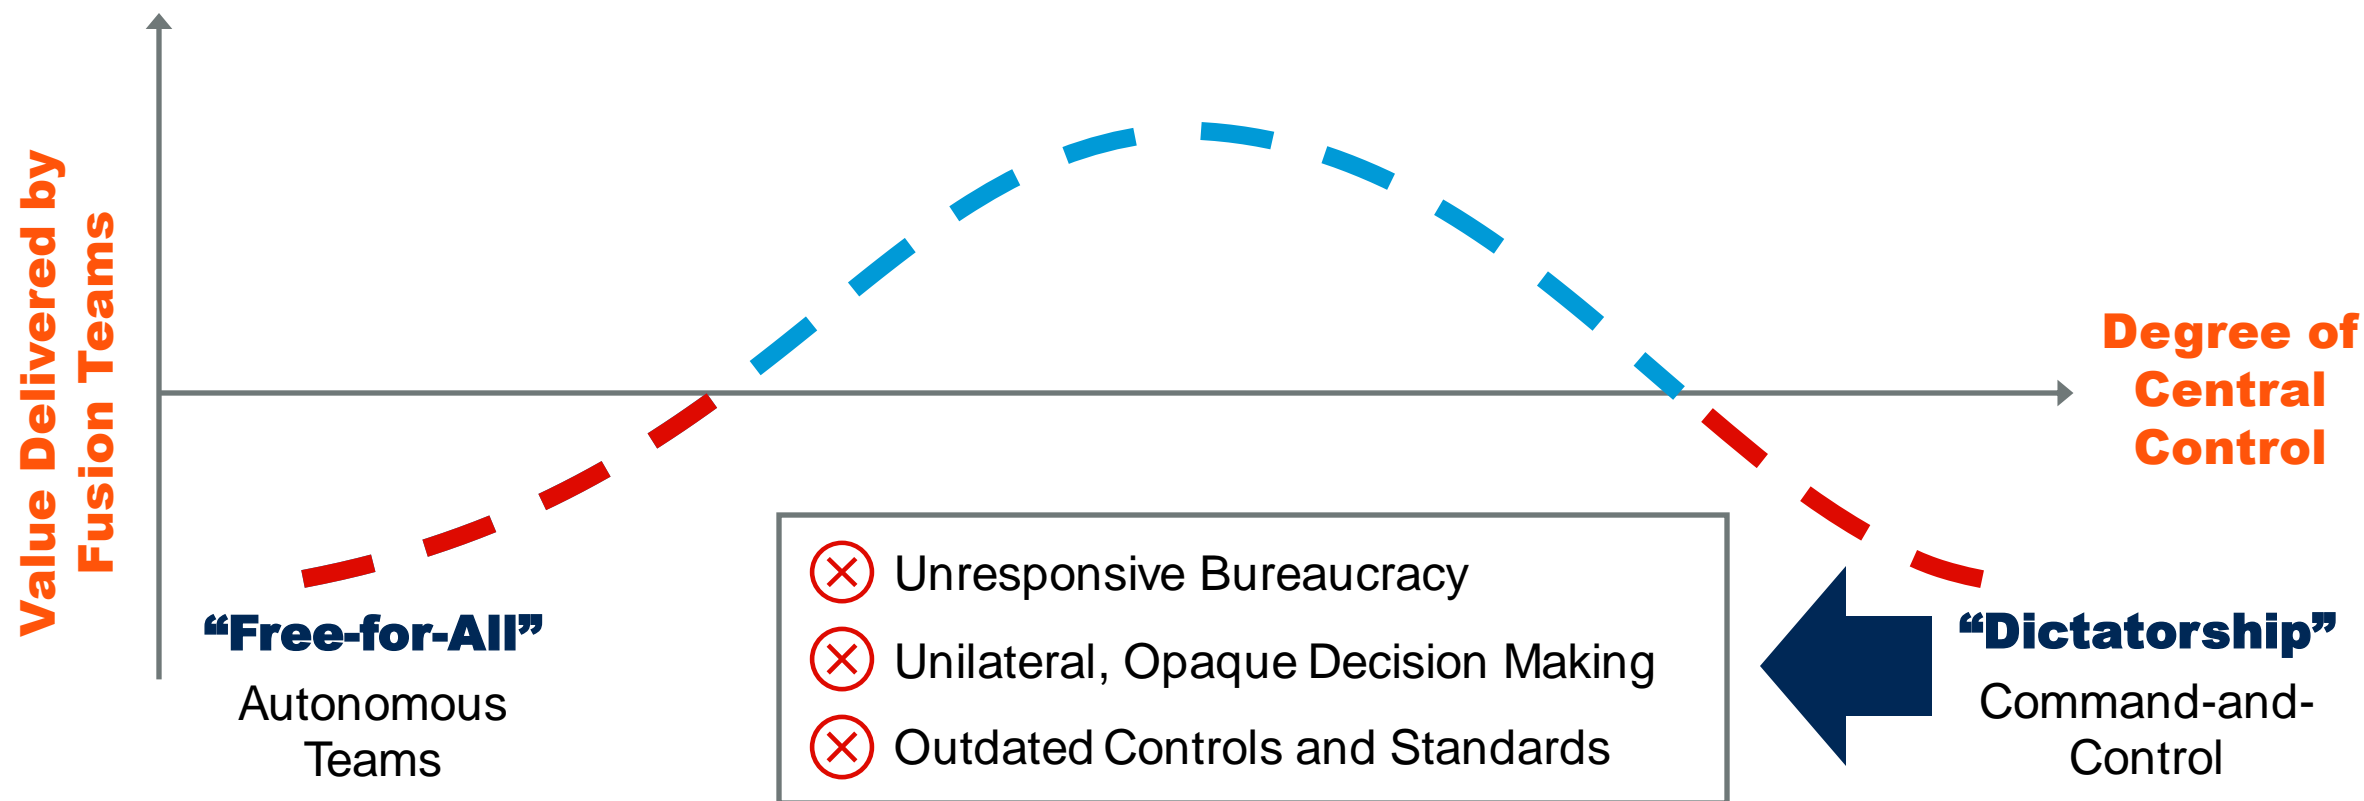 Value Delivered by
Fusion Teams
Degree of
Central
Control
“Free-for-All”
Autonomous
Teams
Unresponsive Bureaucracy
Unilateral, Opaque Decision Making
Outdated Controls and Standards
“Dictatorship”
Command-and-
Control